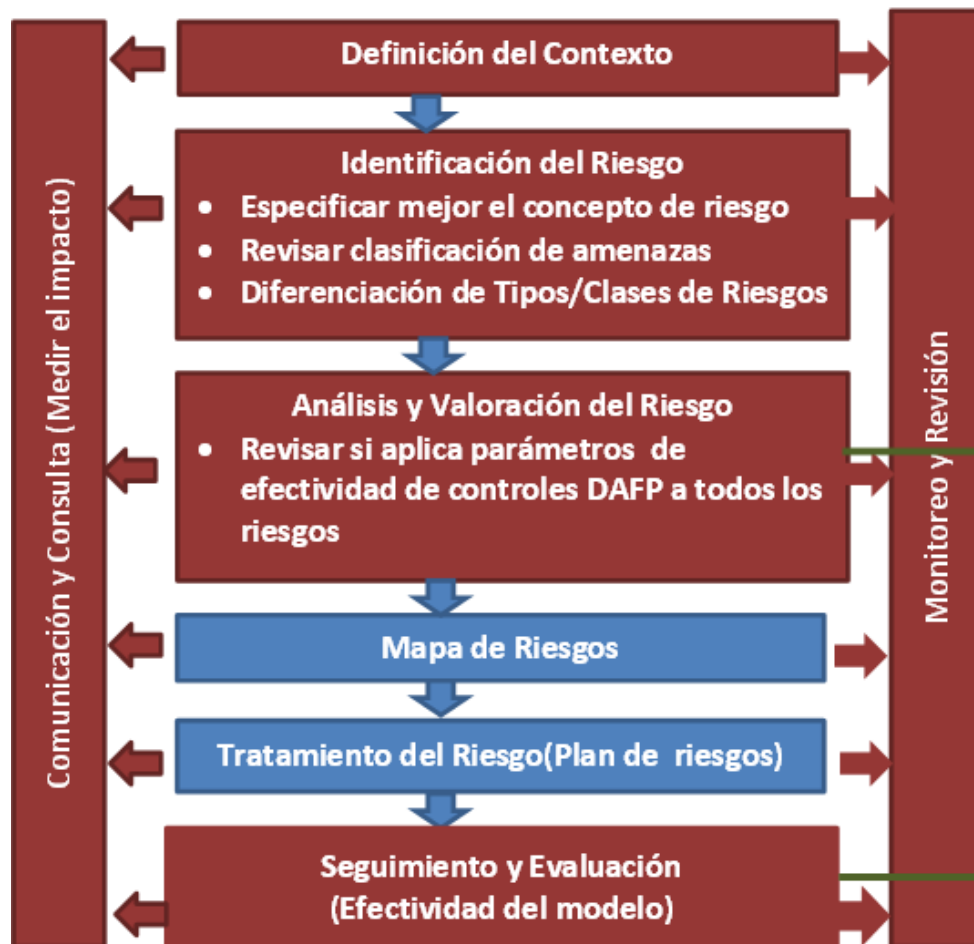 Comunicación y Consulta (Medir el impacto)
Definición del Contexto
Identificación del Riesgo
• Especificar mejor el concepto de riesgo
• Revisar clasificación de amenazas
• Diferenciación de Tipos/Clases de Riesgos
Análisis y Valoración del Riesgo
• Revisar si aplica parámetros de
efectividad de controles DAFP a todos los
riesgos
Mapa de Riesgos
Tratamiento del Riesgo(Plan de riesgos)
Seguimiento y Evaluación
(Efectividad del modelo)
Monitoreo y Revisión